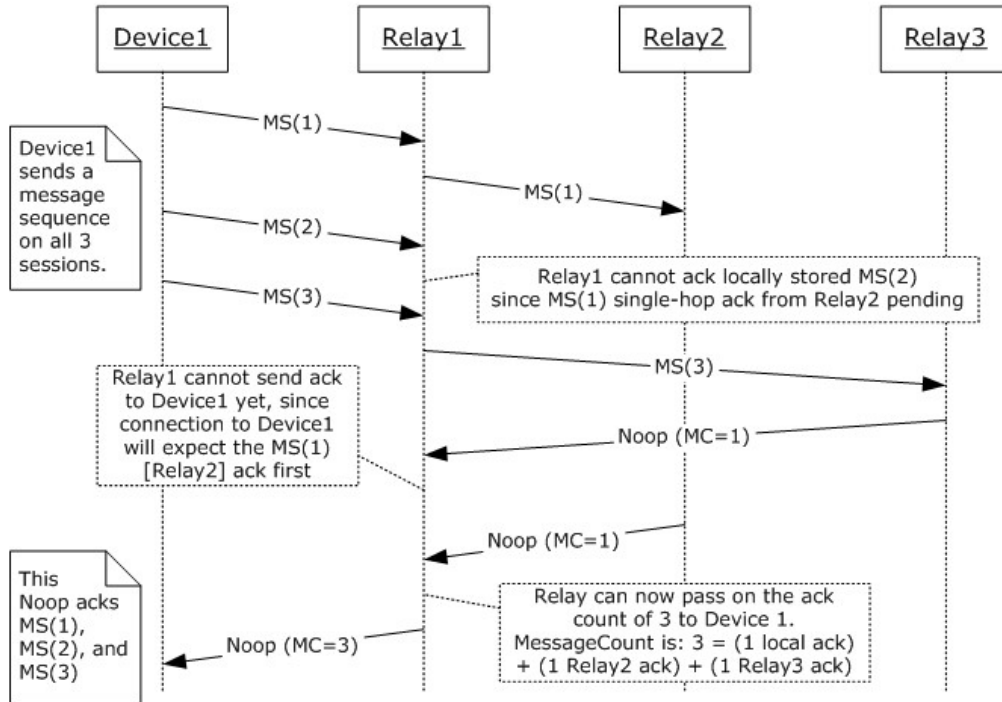 Device1
Relay1
Relay2
Relay3
MS(1)
Device1
sends a
message
sequence
on all 3
sessions.
MS(1)
MS(2)
Relay1 cannot ack locally stored MS(2)
since MS(1) single-hop ack from Relay2 pending
MS(3)
MS(3)
Relay1 cannot send ack
to Device1 yet, since
connection to Device1
will expect the MS(1)
[Relay2] ack first
Noop (MC=1)
Noop (MC=1)
This
Noop acks
MS(1),
MS(2), and
MS(3)
Relay can now pass on the ack
count of 3 to Device 1.
MessageCount is: 3 = (1 local ack)
+ (1 Relay2 ack) + (1 Relay3 ack)
Noop (MC=3)